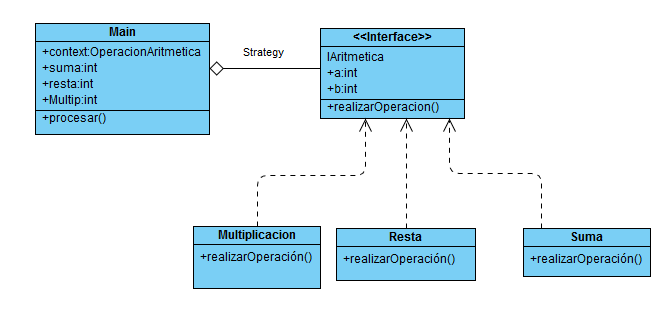 Main
+context:OperacionAritmetica
+suma:int
+resta:int
+Multip:int
+procesar()
Strategy
<<Interface>>
IAritmetica
+a:int
+b:int
+realizarOperacion()
Multiplicacion
+realizarOperación()
Resta
+realizarOperación()
Suma
+realizarOperación()